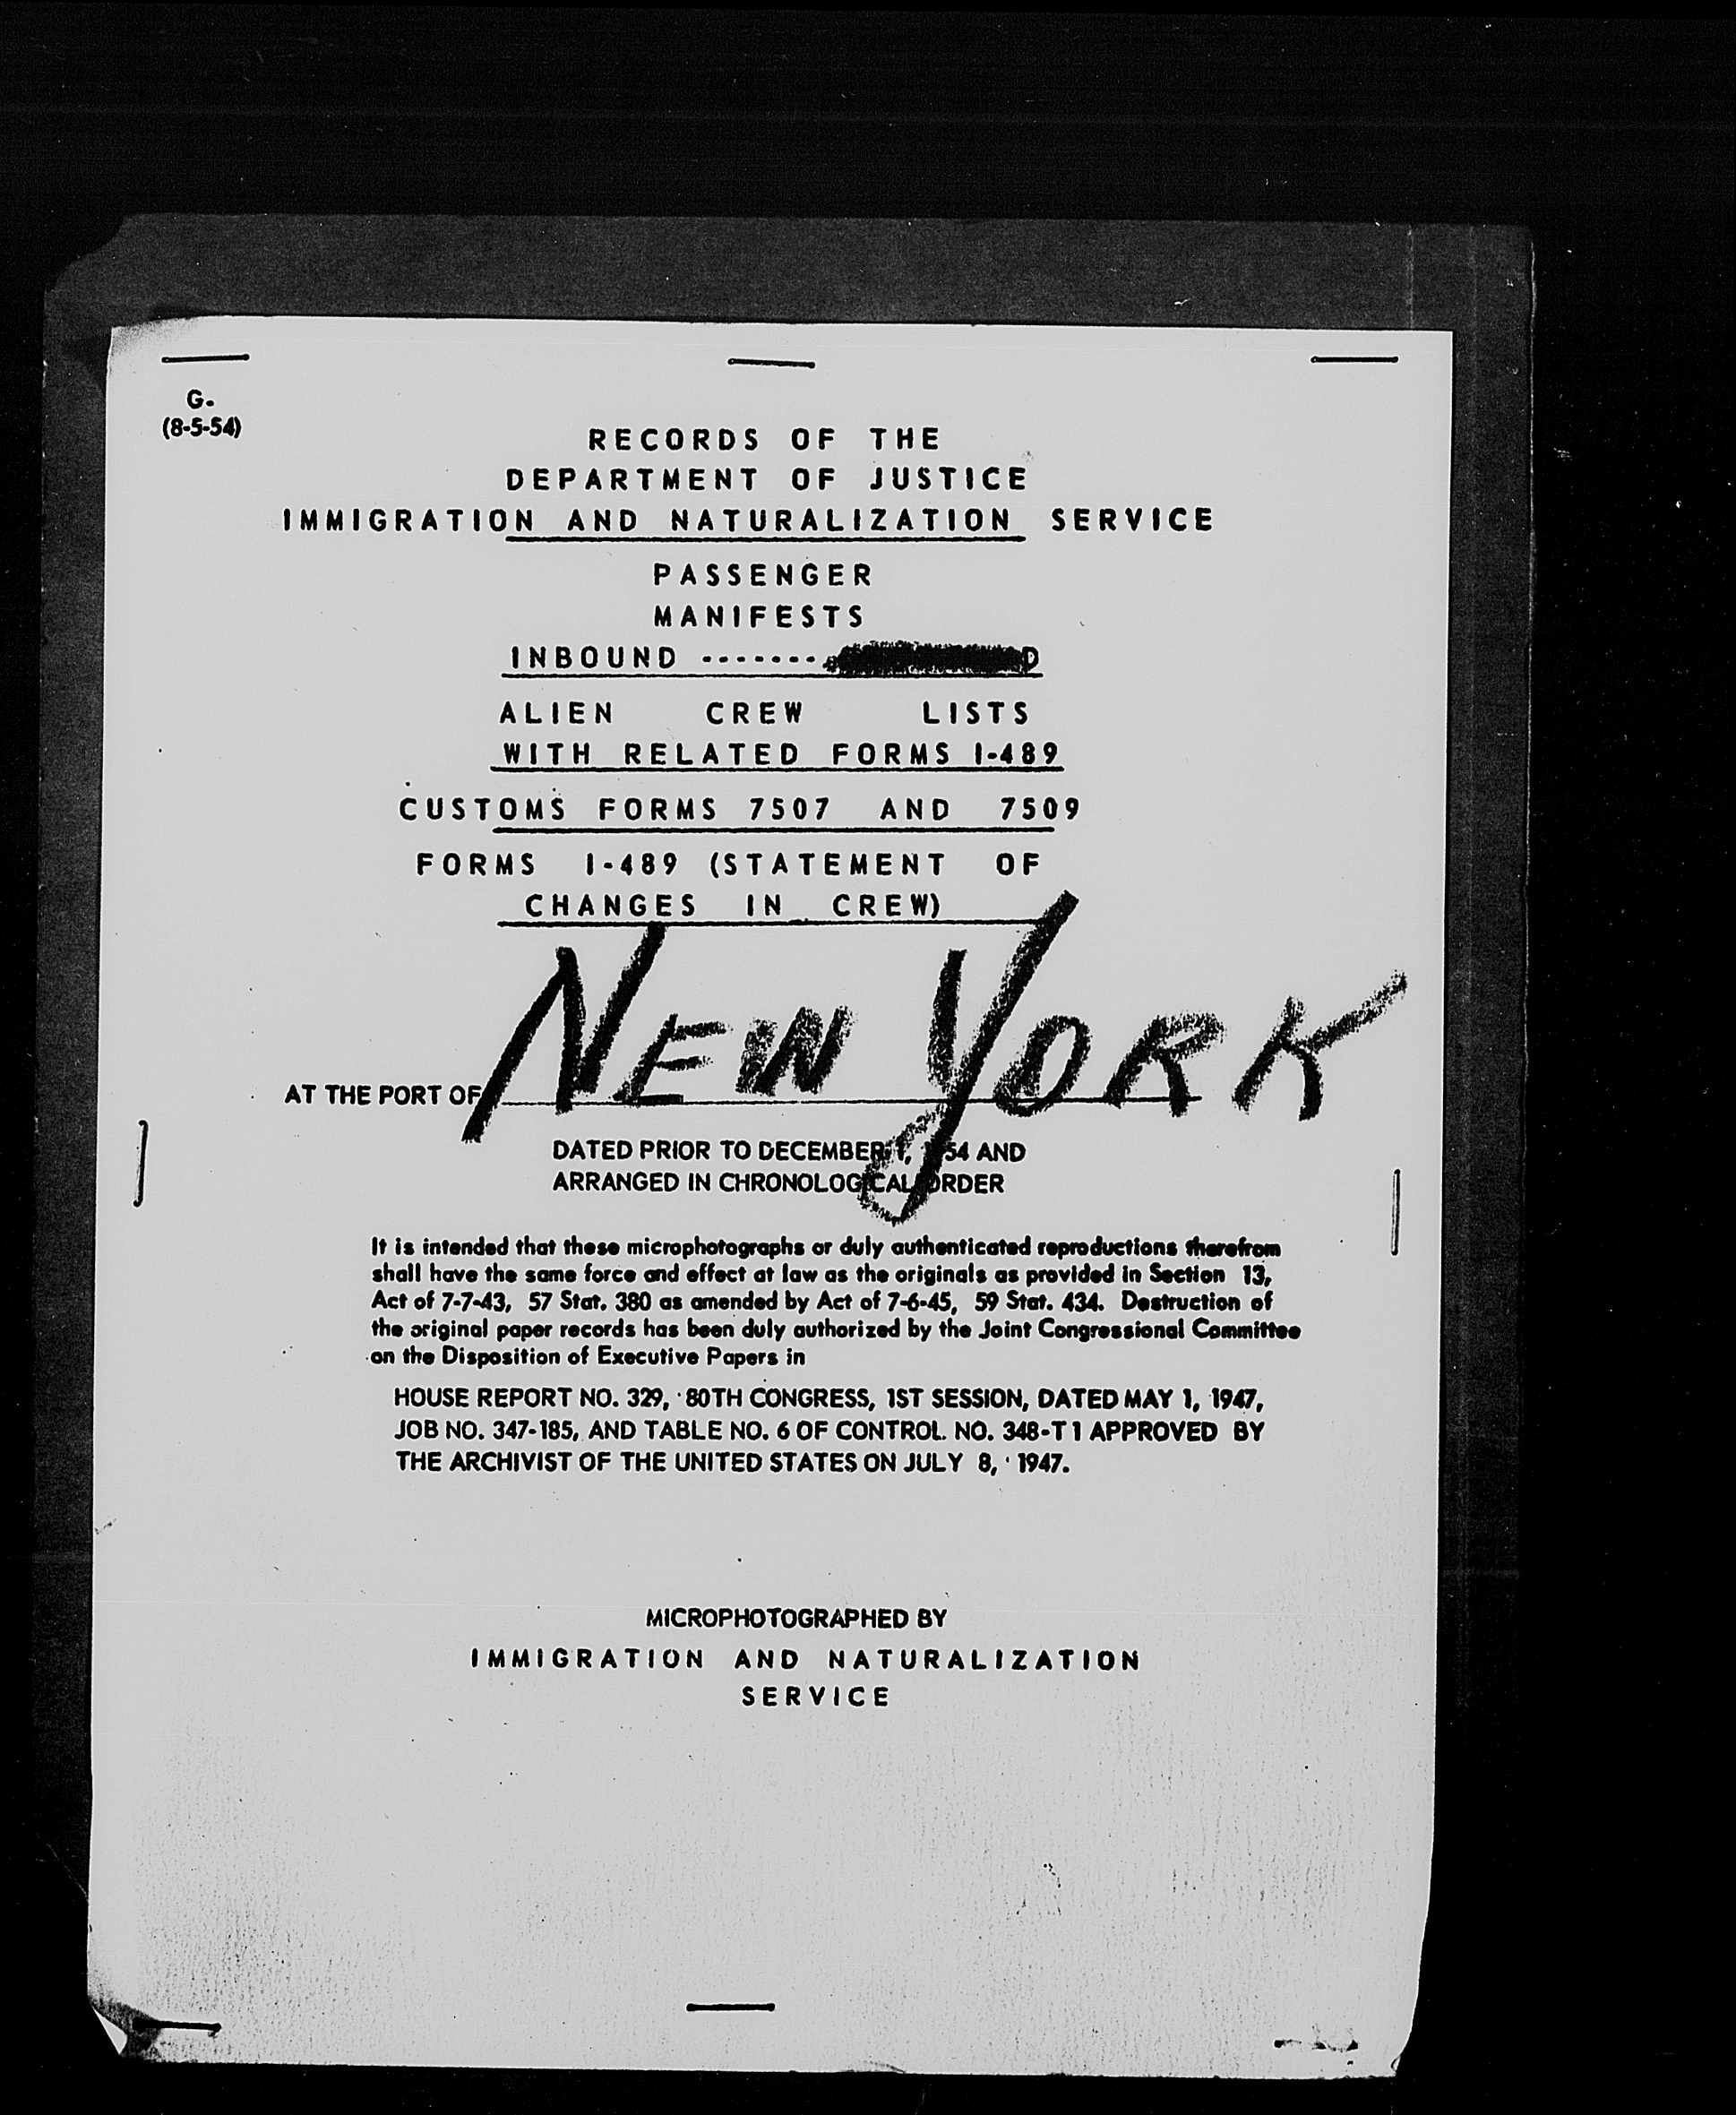 G.
(8-5-54)
RECORDS OF THE
DEPARTMENT OF JUSTICE
IMMIGRATION AND NATURALIZATION SERVICE
PASSENGER
MANIFESTS
INBOUND -------
ALIEN CREW LISTS
WITH RELATED FORMS I-489
CUSTOMS FORMS 7507 AND 7509
FORMS I-489 (STATEMENT OF
CHANGES IN CREW)
AT THE PORT OF NEW YORK
DATED PRIOR TO DECEMBER 1, 1954 AND
ARRANGED IN CHRONOLOGICAL ORDER
It is intended that these microphotographs or duly authenticated reproductions therefrom
shall have the same force and effect at law as the originals as provided in Section 13,
Act of 7-7-43, 57 Stat. 380 as amended by Act of 7-6-45, 59 Stat. 434. Destruction of
the original paper records has been duly authorized by the Joint Congressional Committee
on the Disposition of Executive Papers in
HOUSE REPORT NO. 329, 80TH CONGRESS, 1ST SESSION, DATED MAY 1, 1947,
JOB NO. 347-185, AND TABLE NO. 6 OF CONTROL NO. 348-T1 APPROVED BY
THE ARCHIVIST OF THE UNITED STATES ON JULY 8, 1947.
MICROPHOTOGRAPHED BY
IMMIGRATION AND NATURALIZATION
SERVICE